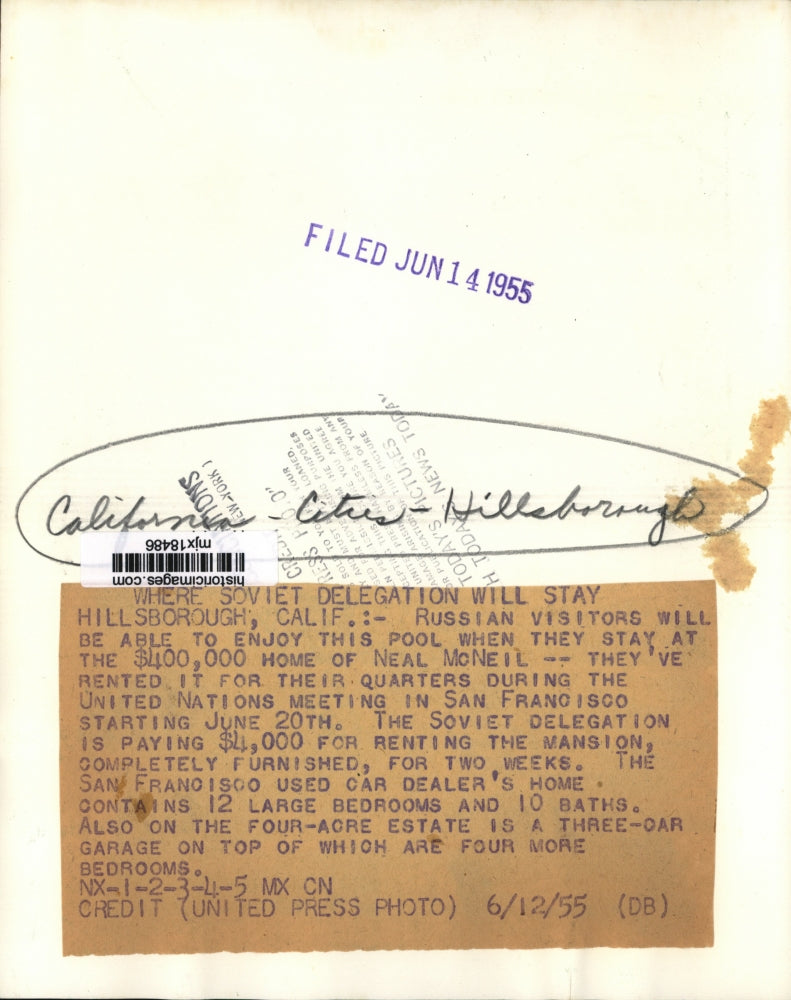 FILED JUN 14 1955
California - Cities - Hillsborough
NEW-YORK
historicimages.com
mjx18486
WHERE SOVIET DELEGATION WILL STAY
HILLSBOROUGH, CALIF.:- RUSSIAN VISITORS WILL
BE ABLE TO ENJOY THIS POOL WHEN THEY STAY AT
THE $400,000 HOME OF NEAL MCNEIL -- THEY'VE
RENTED IT FOR THEIR QUARTERS DURING THE
UNITED NATIONS MEETING IN SAN FRANCISCO
STARTING JUNE 20TH. THE SOVIET DELEGATION
IS PAYING $4,000 FOR RENTING THE MANSION,
COMPLETELY FURNISHED, FOR TWO WEEKS. THE
SAN FRANCISCO USED CAR DEALER'S HOME
CONTAINS 12 LARGE BEDROOMS AND 10 BATHS.
ALSO ON THE FOUR-ACRE ESTATE IS A THREE-CAR
GARAGE ON TOP OF WHICH ARE FOUR MORE
BEDROOMS.
NX-1-2-3-4-5 MX CN
CREDIT (UNITED PRESS PHOTO) 6/12/55 (DB)